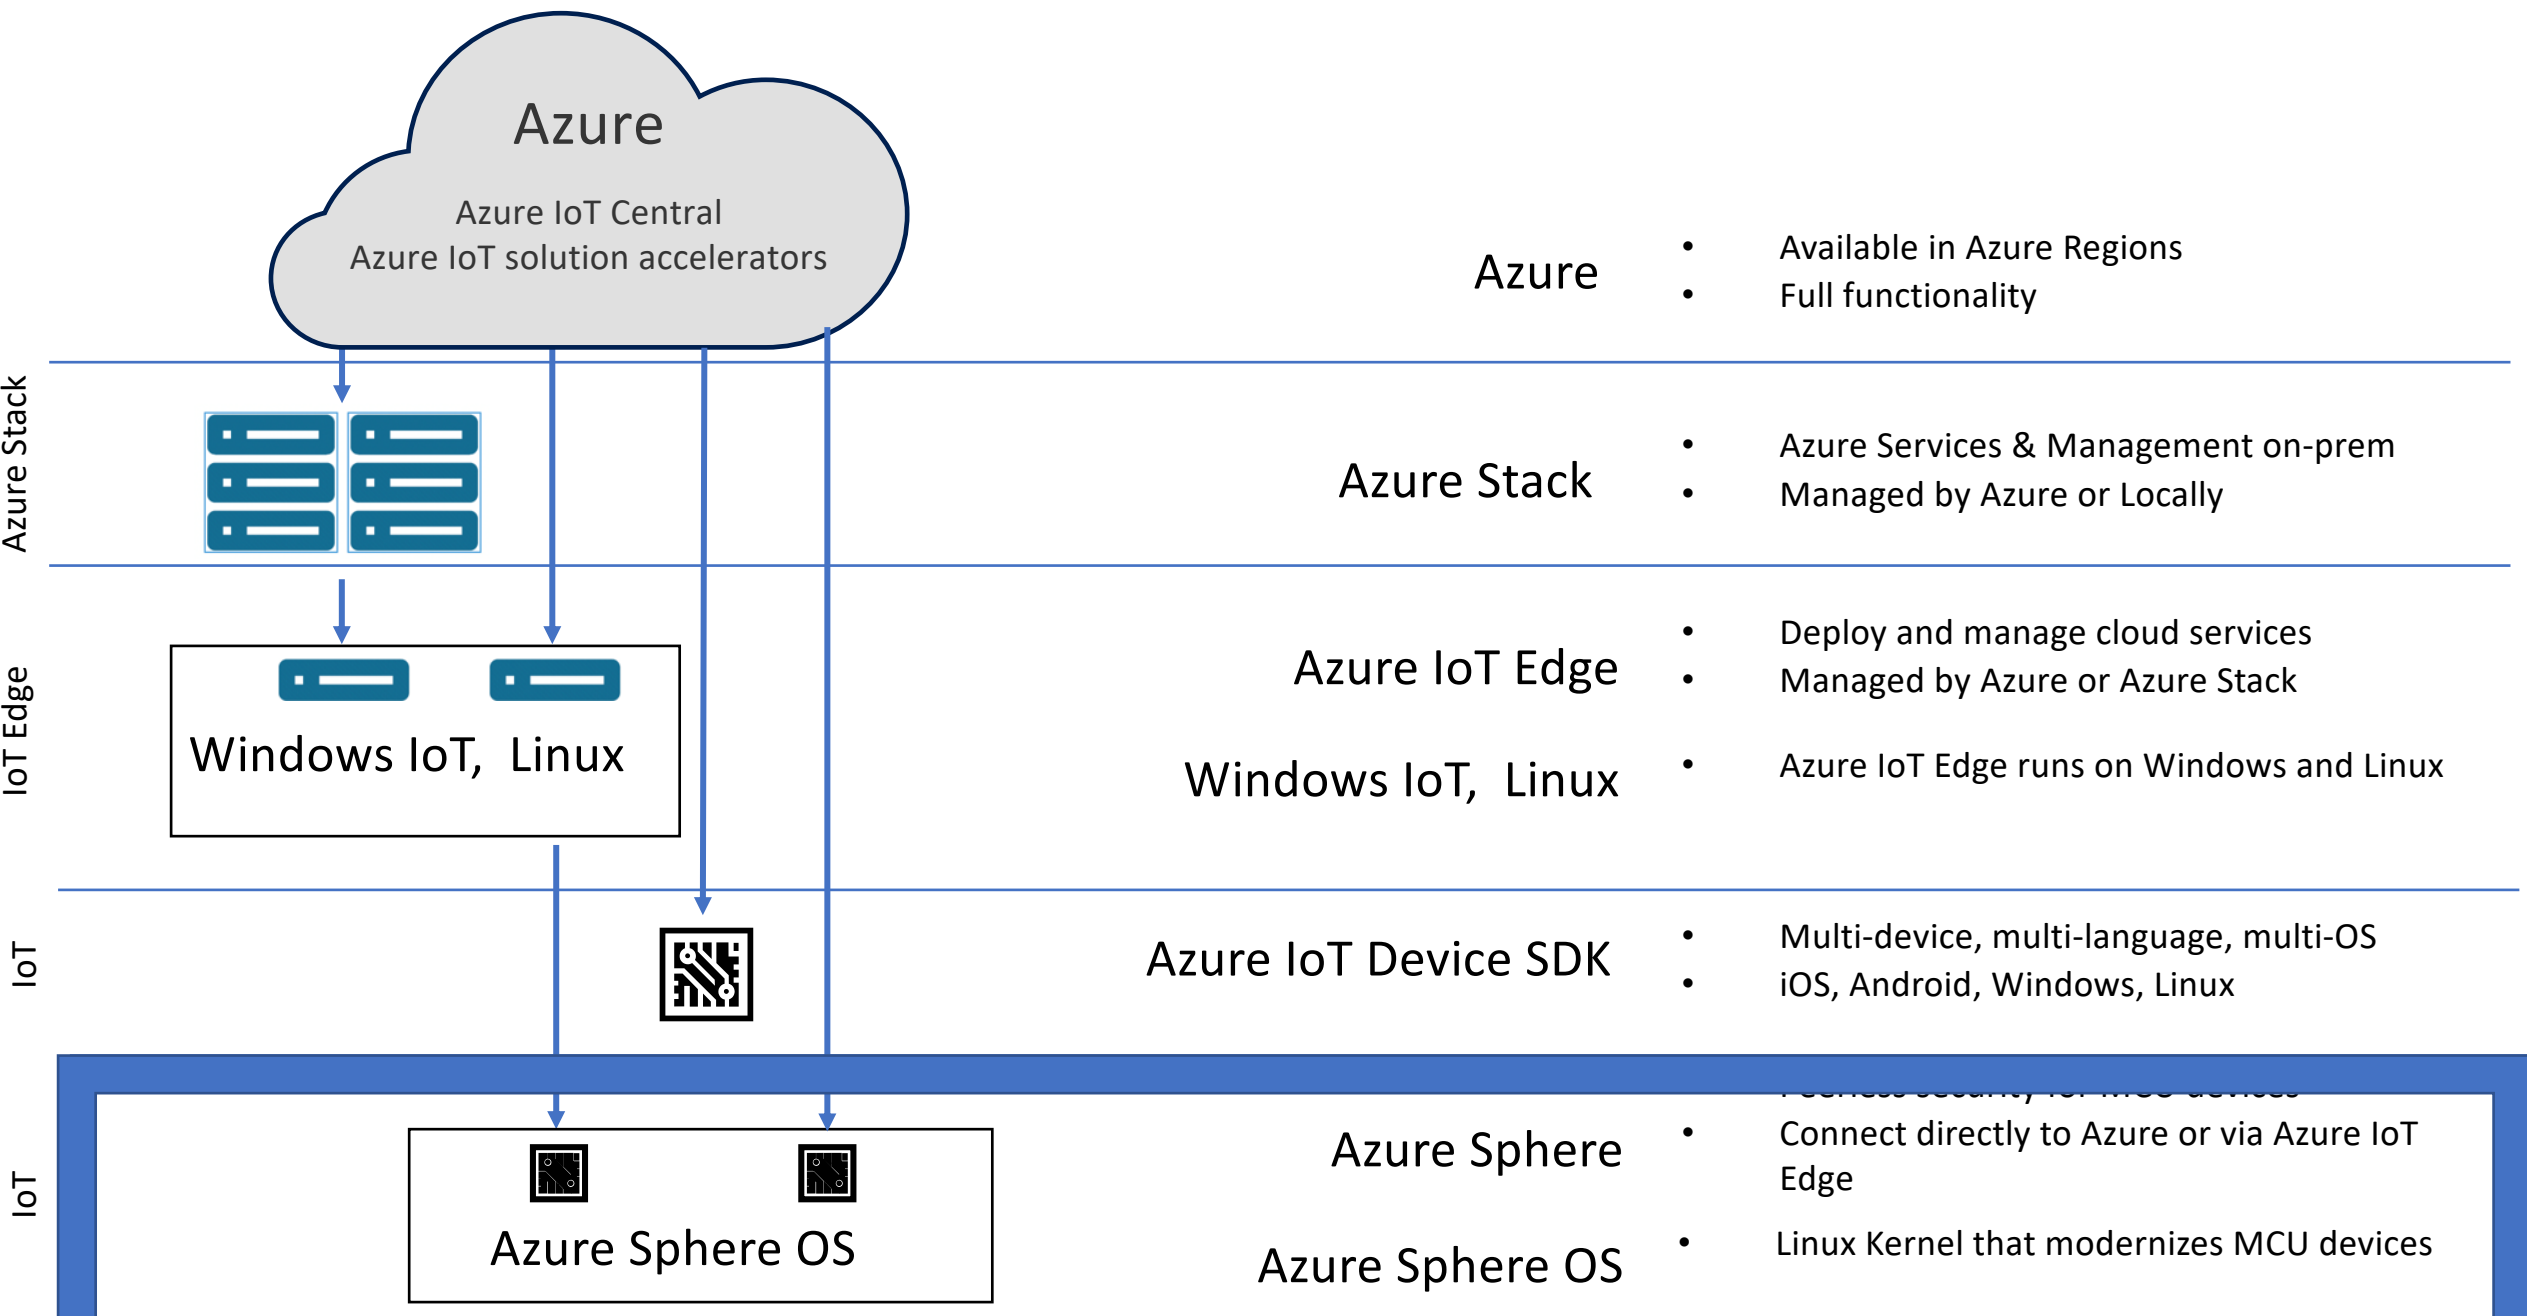 Azure
Azure IoT Central
Azure IoT solution accelerators
Azure
• Available in Azure Regions
• Full functionality
Azure Stack
Azure Stack
• Azure Services & Management on-prem
• Managed by Azure or Locally
IoT Edge
Windows IoT, Linux
Azure IoT Edge
• Deploy and manage cloud services
• Managed by Azure or Azure Stack
Windows IoT, Linux
• Azure IoT Edge runs on Windows and Linux
IoT
Azure IoT Device SDK
• Multi-device, multi-language, multi-OS
• iOS, Android, Windows, Linux
IoT
Azure Sphere OS
Azure Sphere
Peerless security for MCU devices
• Connect directly to Azure or via Azure IoT
Edge
Azure Sphere OS
• Linux Kernel that modernizes MCU devices